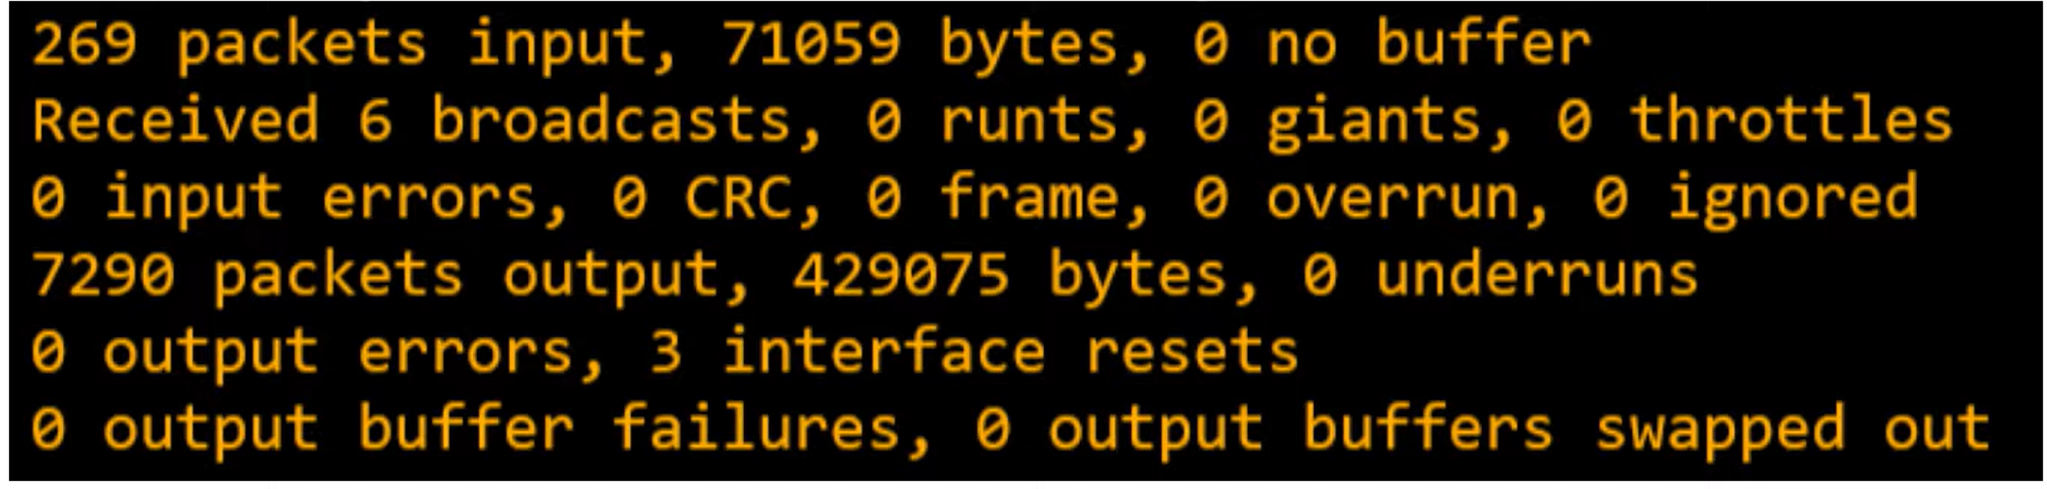 269 packets input, 71059 bytes, 0 no buffer
Received 6 broadcasts, 0 runts, 0 giants, 0 throttles
0 input errors, 0 CRC, 0 frame, 0 overrun, 0 ignored
7290 packets output, 429075 bytes, 0 underruns
0 output errors, 3 interface resets
0 output buffer failures, 0 output buffers swapped out